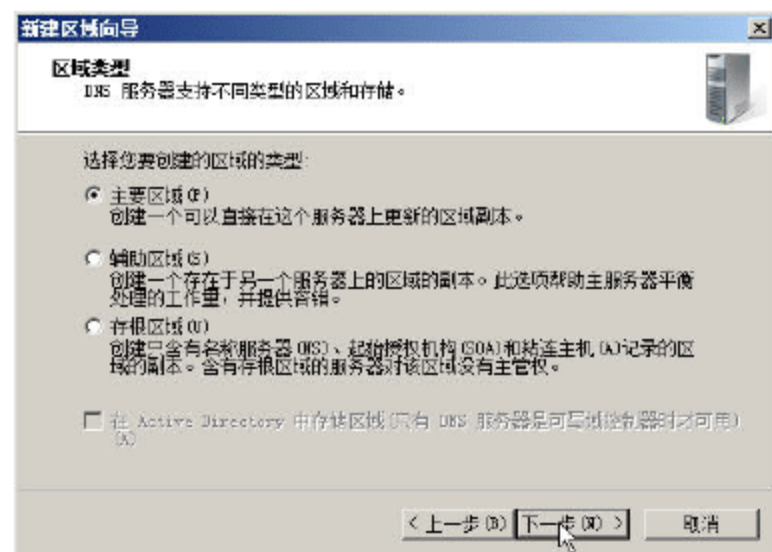 新建区域向导
区域类型
DNS 服务器支持不同类型的区域和存储。
选择您要创建的区域的类型:
主要区域(P)
创建一个可以直接在这个服务器上更新的区域副本。
辅助区域(S)
创建一个存在于另一个服务器上的区域的副本。此选项帮助主服务器平衡
处理的工作量，并提供容错。
存根区域(U)
创建只含有名称服务器(NS)、起始授权机构(SOA)和粘连主机(A)记录的区
域的副本。含有存根区域的服务器对该区域没有主管权。
在 Active Directory 中存储区域(只有 DNS 服务器是可写域控制器时才可用)
(A)
< 上一步(B)
下一步(N) >
取消